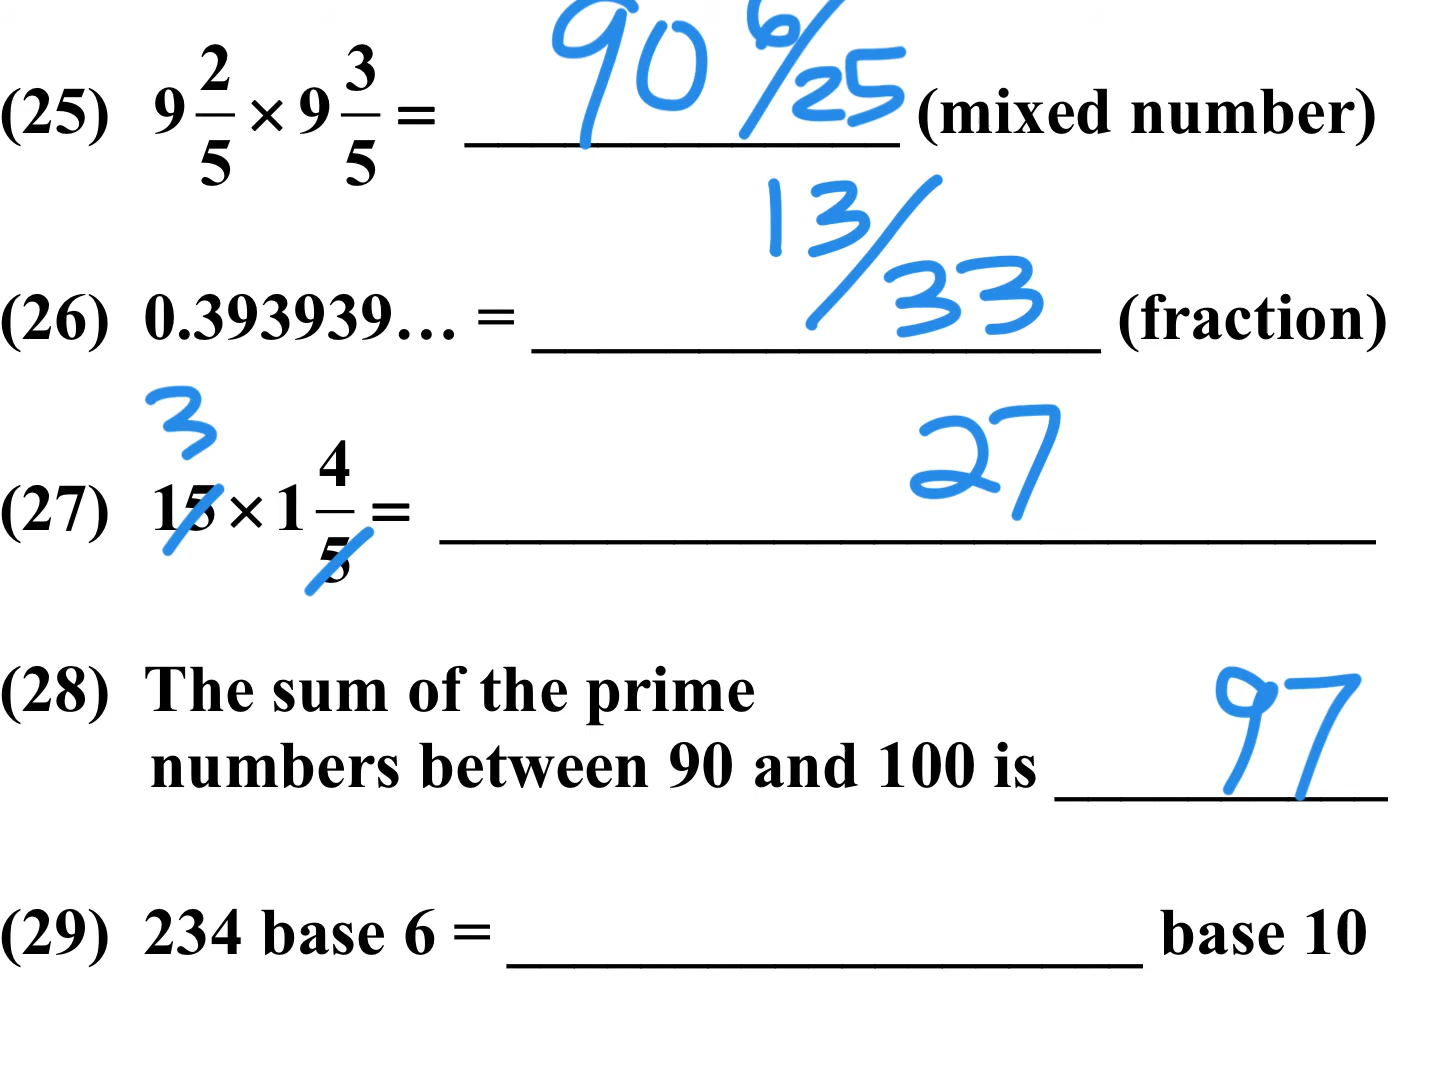 (25) 9 2/5 × 9 3/5 = 90 6/25 (mixed number)
(26) 0.393939… = 13/33 (fraction)
3
(27) 15 × 1 4/5 = 27
(28) The sum of the prime
numbers between 90 and 100 is 97
(29) 234 base 6 = ____________ base 10